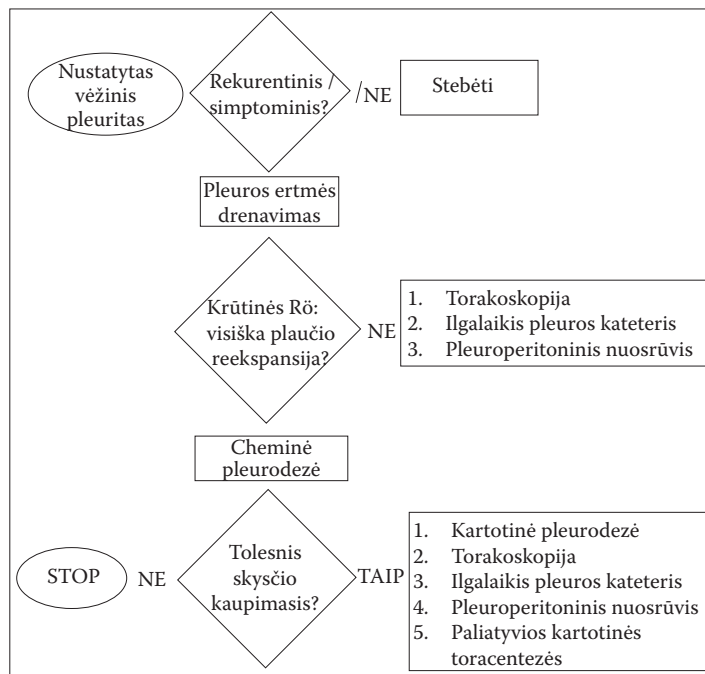 Nustatytas
vėžinis
pleuritas
Rekurentinis /
simptominis?
/NE
Stebėti
Pleuros ertmės
drenavimas
Krūtinės Rö:
visiška plaučio
reekspansija?
NE
1. Torakoskopija
2. Ilgalaikis pleuros kateteris
3. Pleuroperitoninis nuosrūvis
Cheminė
pleurodezė
STOP
NE
Tolesnis
skysčio
kaupimasis?
TAIP
1. Kartotinė pleurodezė
2. Torakoskopija
3. Ilgalaikis pleuros kateteris
4. Pleuroperitoninis nuosrūvis
5. Paliatyvios kartotinės
toracentezės